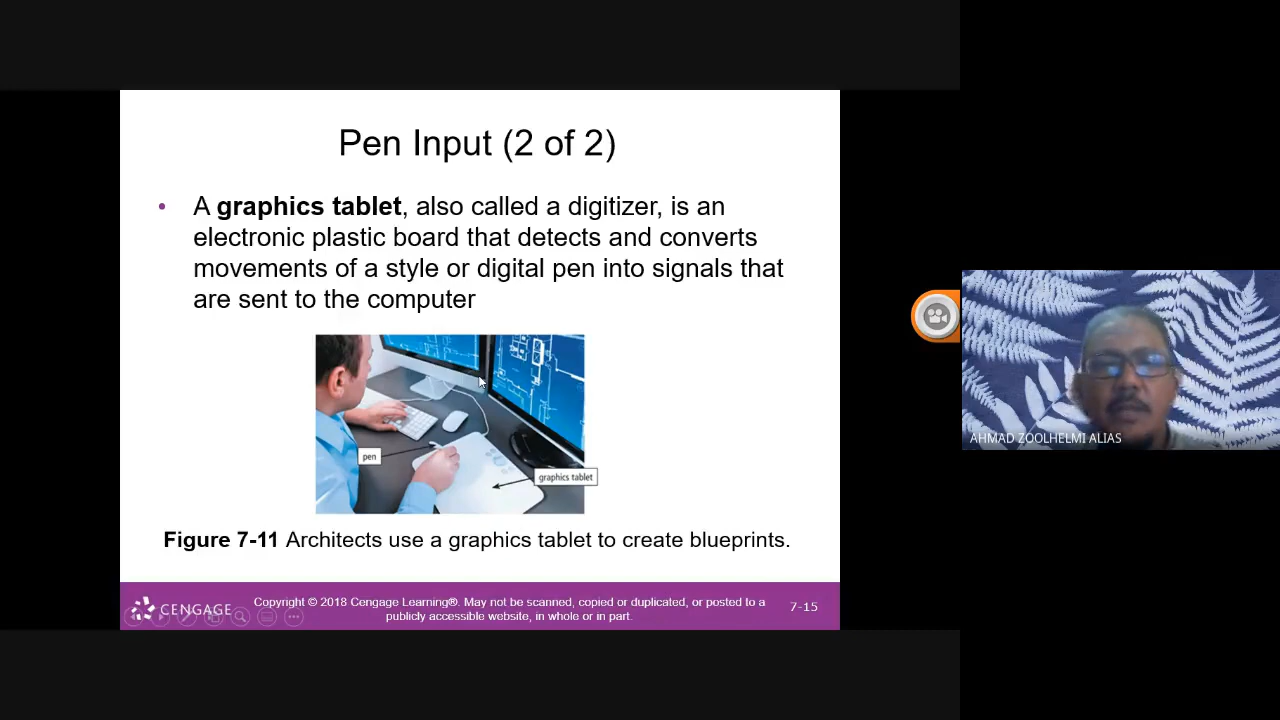 Pen Input (2 of 2)
• A graphics tablet, also called a digitizer, is an
electronic plastic board that detects and converts
movements of a style or digital pen into signals that
are sent to the computer
pen
graphics tablet
Figure 7-11 Architects use a graphics tablet to create blueprints.
CENGAGE
Copyright © 2018 Cengage Learning®. May not be scanned, copied or duplicated, or posted to a
publicly accessible website, in whole or in part.
7-15
AHMAD ZOOLHELMI ALIAS